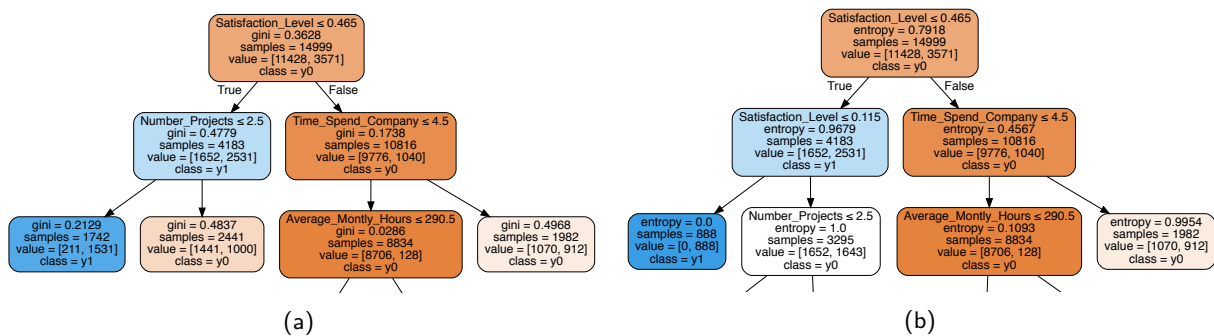 Satisfaction_Level ≤ 0.465
gini = 0.3628
samples = 14999
value = [11428, 3571]
class = y0
True
False
Number_Projects ≤ 2.5
gini = 0.4779
samples = 4183
value = [1652, 2531]
class = y1
Time_Spend_Company ≤ 4.5
gini = 0.1738
samples = 10816
value = [9776, 1040]
class = y0
gini = 0.2129
samples = 1742
value = [211, 1531]
class = y1
gini = 0.4837
samples = 2441
value = [1441, 1000]
class = y0
Average_Montly_Hours ≤ 290.5
gini = 0.0286
samples = 8834
value = [8706, 128]
class = y0
gini = 0.4968
samples = 1982
value = [1070, 912]
class = y0
(a)
Satisfaction_Level ≤ 0.465
entropy = 0.7918
samples = 14999
value = [11428, 3571]
class = y0
True
False
Satisfaction_Level ≤ 0.115
entropy = 0.9679
samples = 4183
value = [1652, 2531]
class = y1
Time_Spend_Company ≤ 4.5
entropy = 0.4567
samples = 10816
value = [9776, 1040]
class = y0
entropy = 0.0
samples = 888
value = [0, 888]
class = y1
Number_Projects ≤ 2.5
entropy = 1.0
samples = 3295
value = [1652, 1643]
class = y0
Average_Montly_Hours ≤ 290.5
entropy = 0.1093
samples = 8834
value = [8706, 128]
class = y0
entropy = 0.9954
samples = 1982
value = [1070, 912]
class = y0
(b)